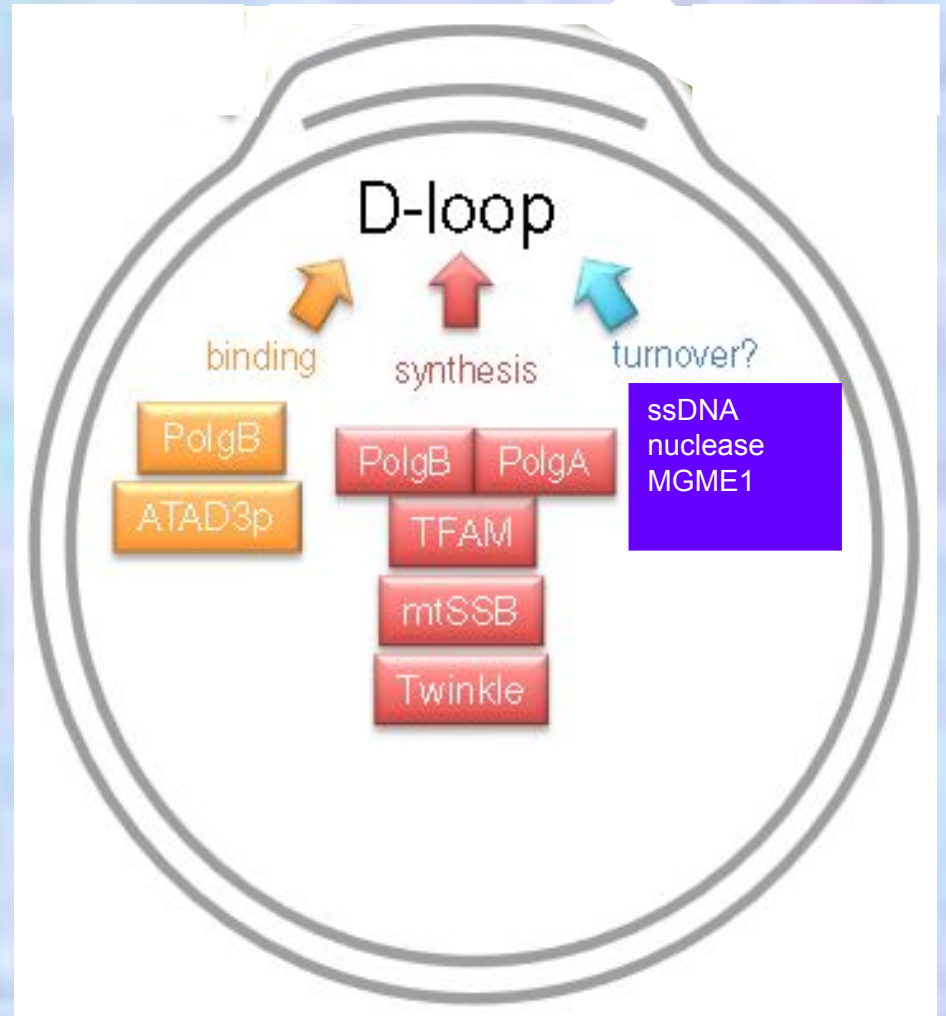 D-loop
binding
synthesis
turnover?
PolgB
ATAD3p
PolgB PolgA
TFAM
mtSSB
Twinkle
ssDNA
nuclease
MGME1